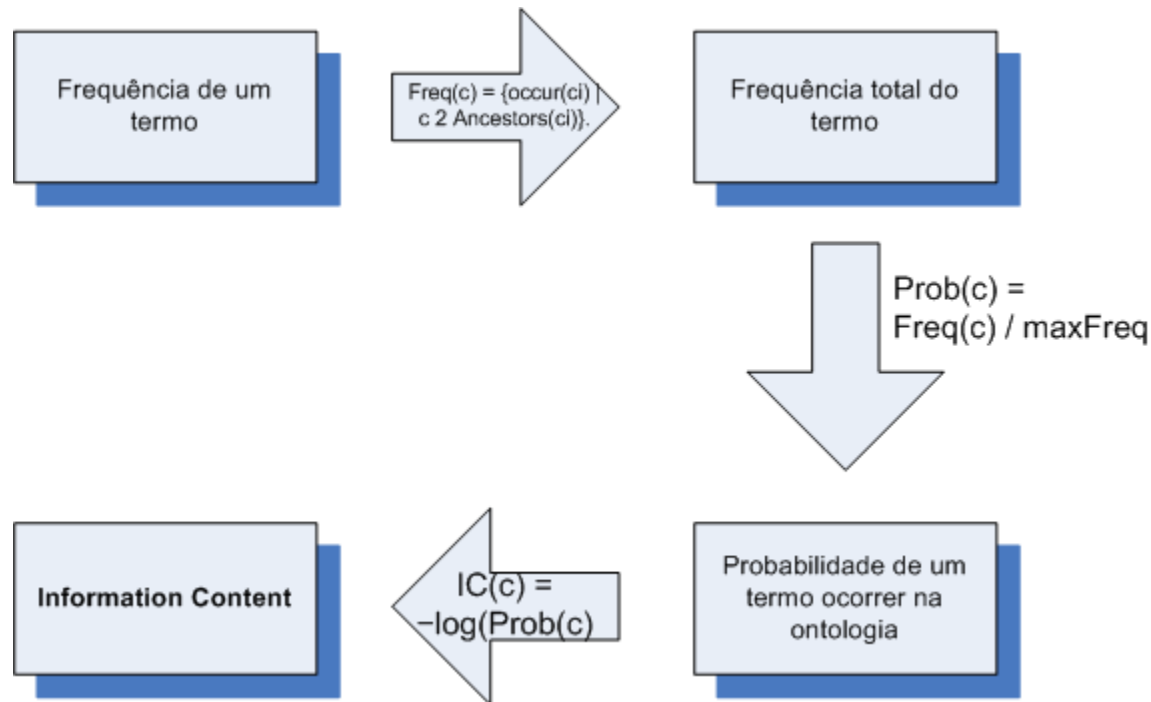 Frequência de um
termo
Freq(c) = {occur(ci) |
c 2 Ancestors(ci)}.
Frequência total do
termo
Prob(c) =
Freq(c) / maxFreq
Probabilidade de um
termo ocorrer na
ontologia
IC(c) =
−log(Prob(c)
Information Content